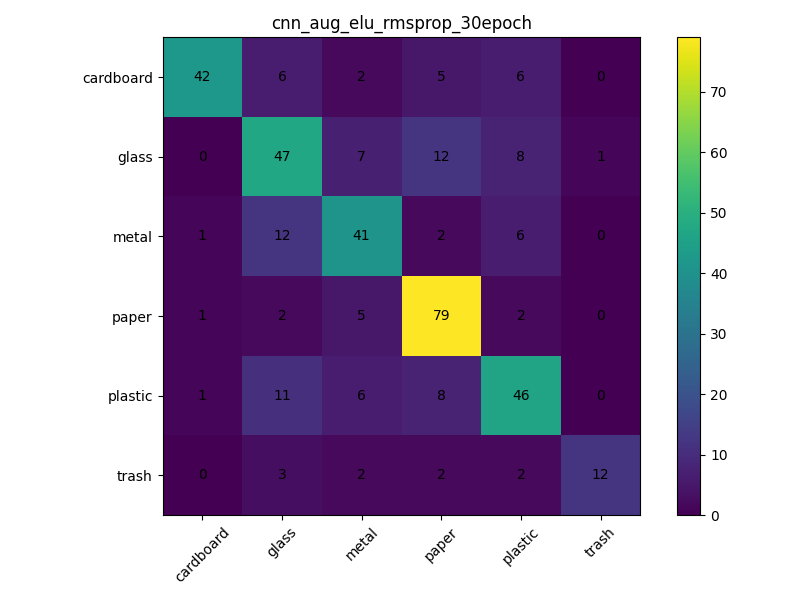 cnn_aug_elu_rmsprop_30epoch
cardboard 42 6 2 5 6 0
glass 0 47 7 12 8 1
metal 1 12 41 2 6 0
paper 1 2 5 79 2 0
plastic 1 11 6 8 46 0
trash 0 3 2 2 2 12
cardboard glass metal paper plastic trash
70
60
50
40
30
20
10
0